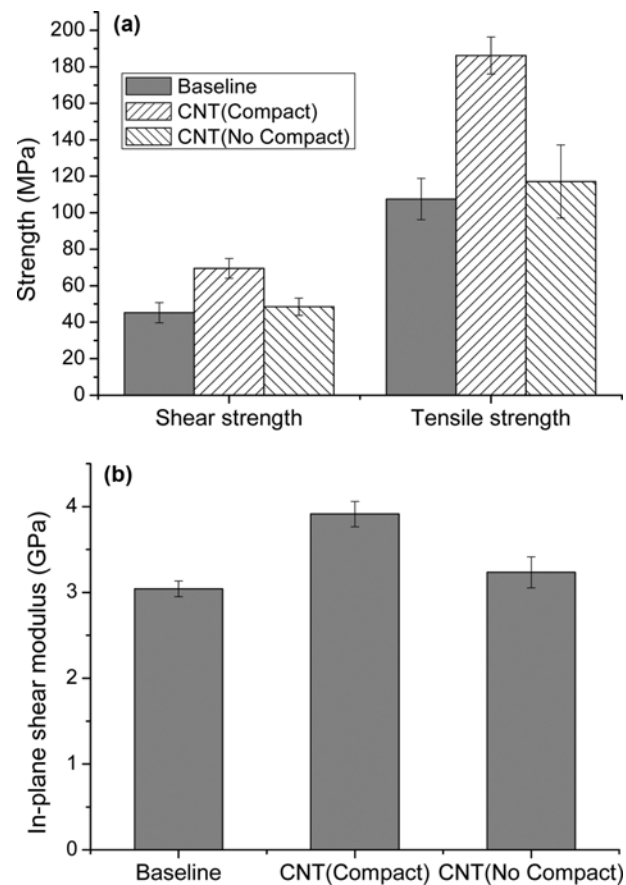 (a)
200
180
160
140
120
100
80
60
40
20
0
Strength (MPa)
Baseline
CNT(Compact)
CNT(No Compact)
Shear strength
Tensile strength
(b)
4
3
2
1
0
In-plane shear modulus (GPa)
Baseline
CNT(Compact)
CNT(No Compact)